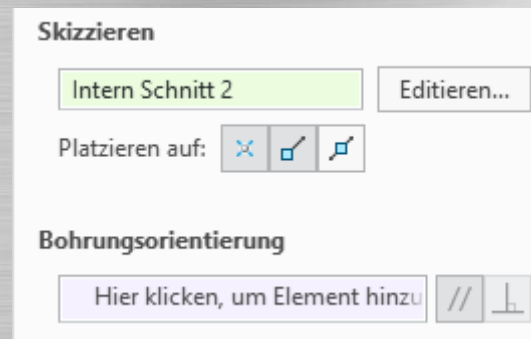 Skizzieren
Intern Schnitt 2 Editieren...
Platzieren auf:
Bohrungsorientierung
Hier klicken, um Element hinzu